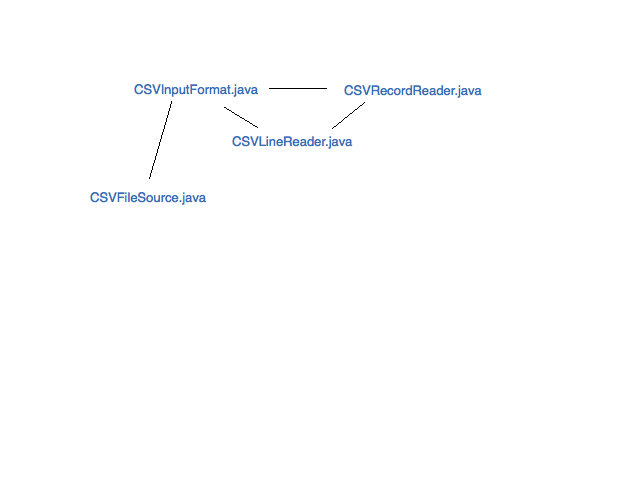 CSVInputFormat.java
CSVRecordReader.java
CSVLineReader.java
CSVFileSource.java